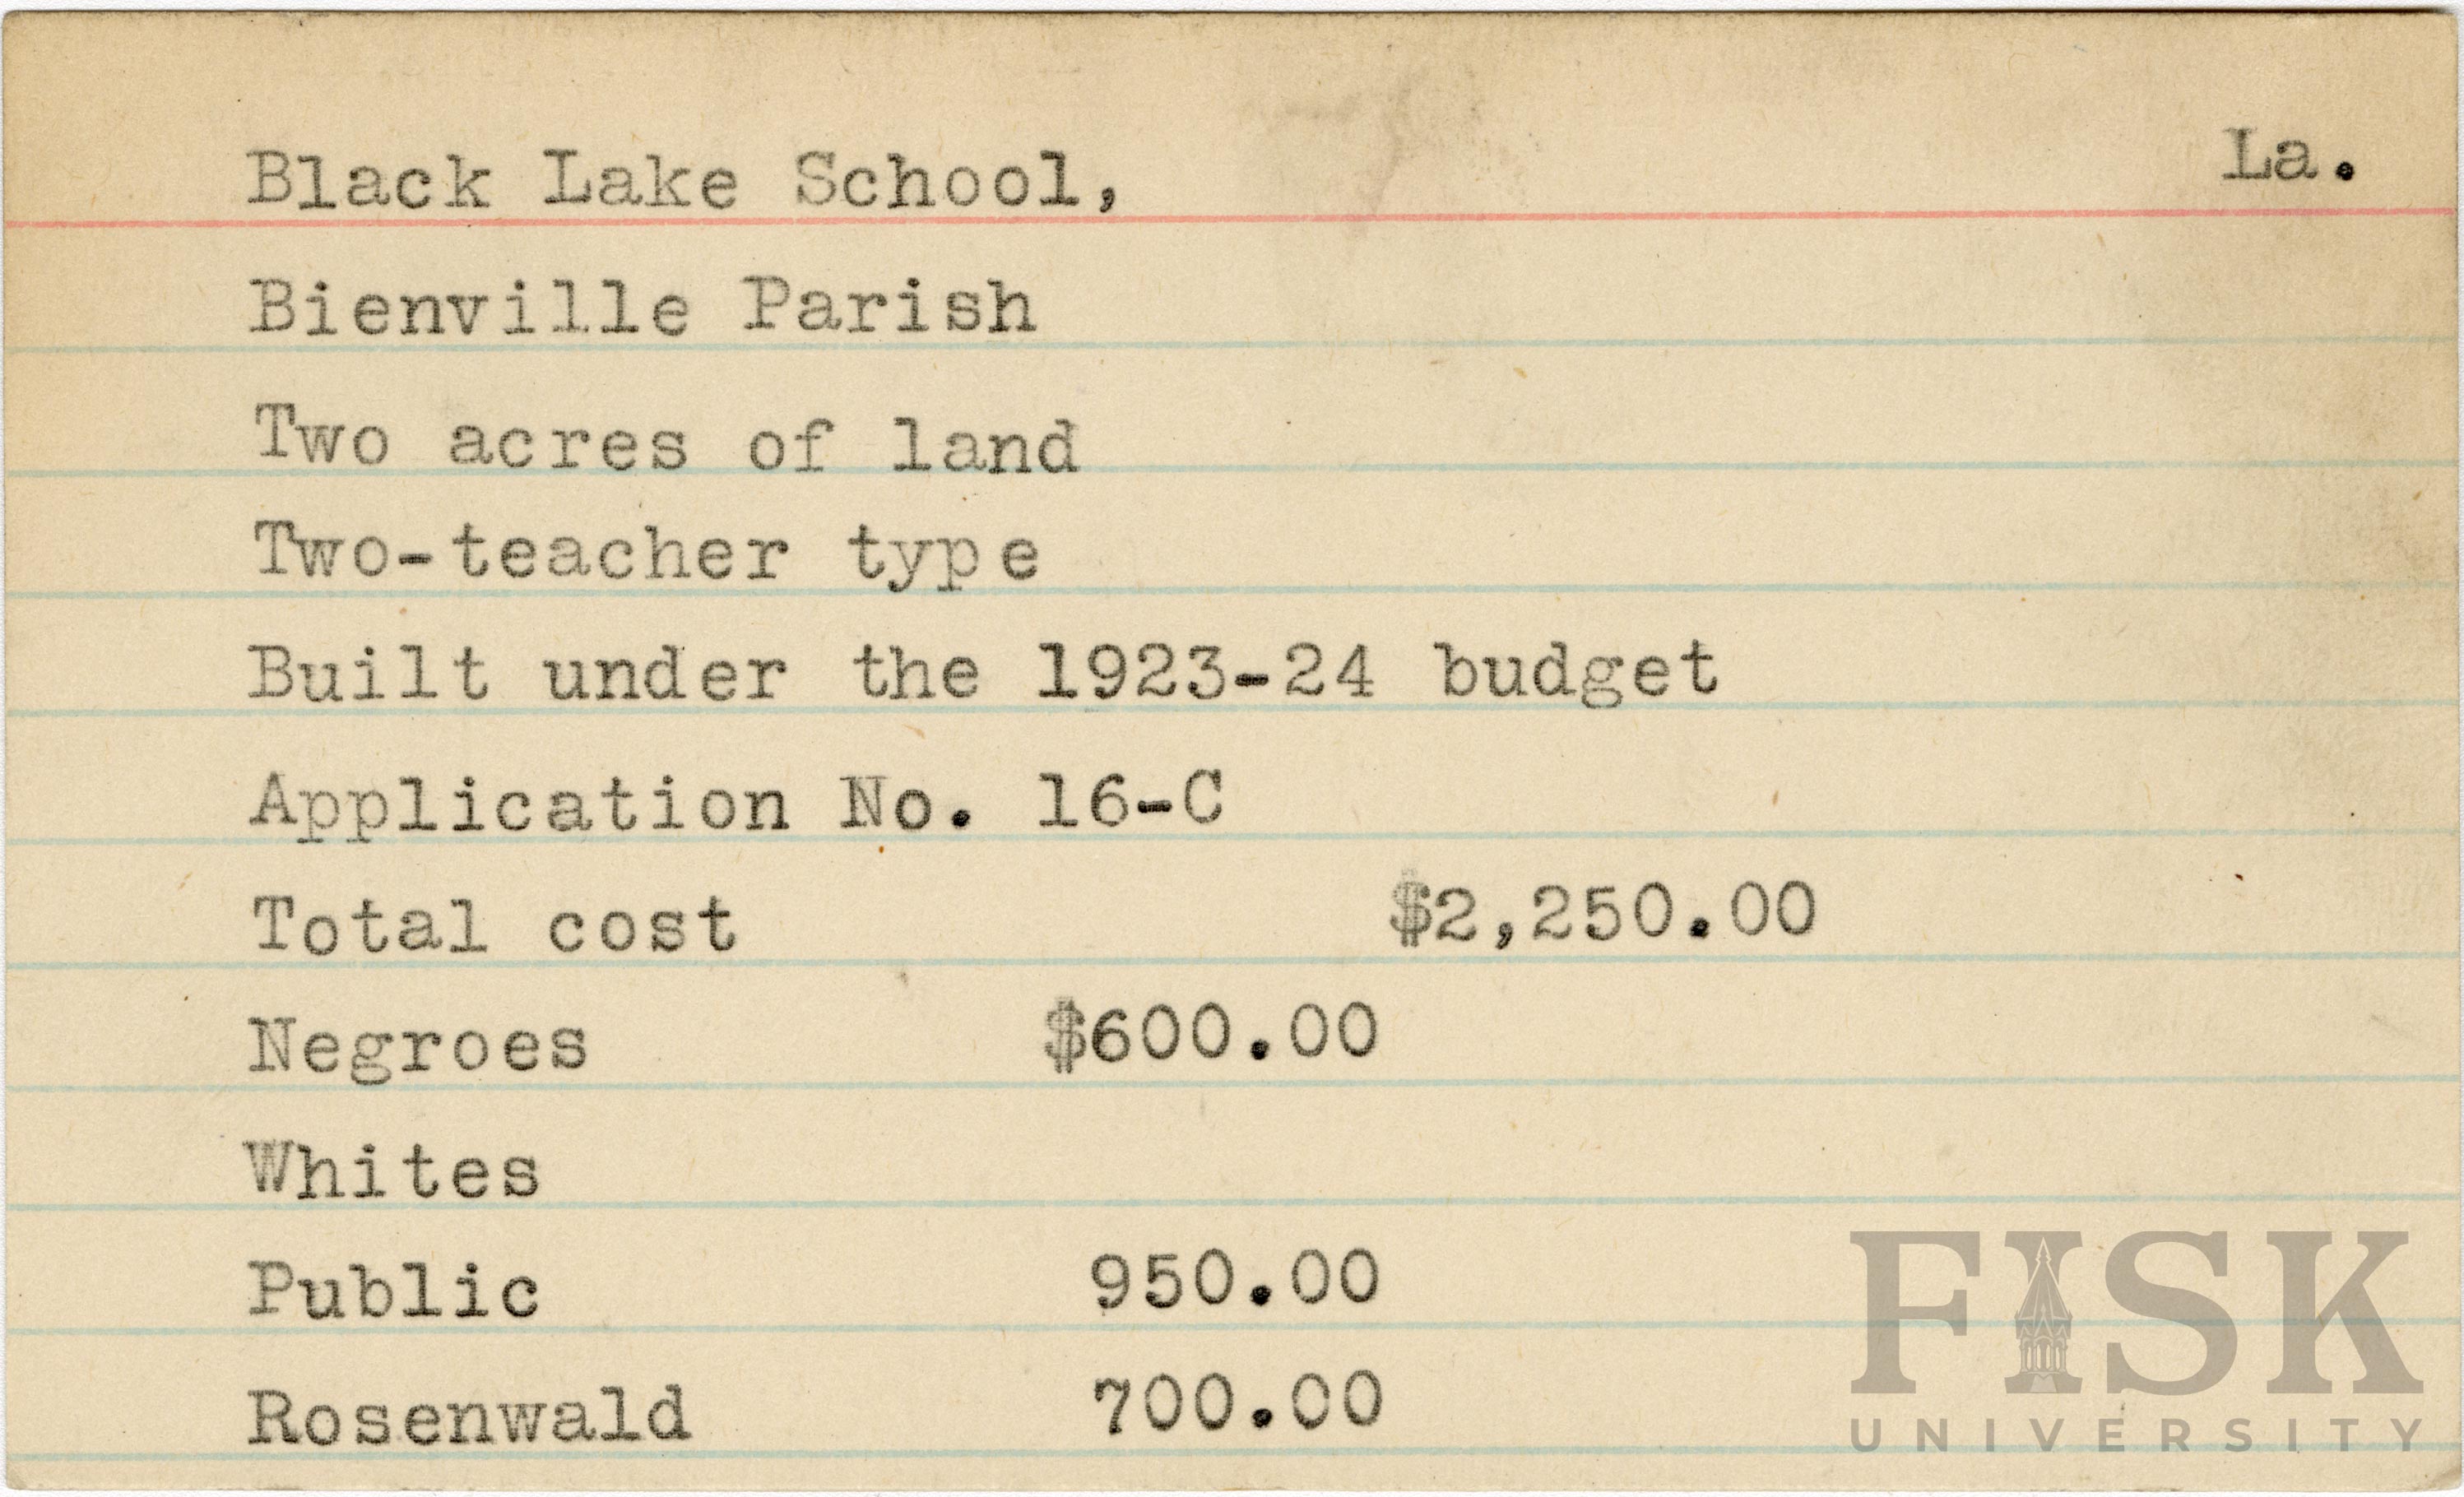 Black Lake School, La.
Bienville Parish
Two acres of land
Two-teacher type
Built under the 1923-24 budget
Application No. 16-C
Total cost $2,250.00
Negroes $600.00
Whites
Public 950.00
Rosenwald 700.00
FISK
UNIVERSITY